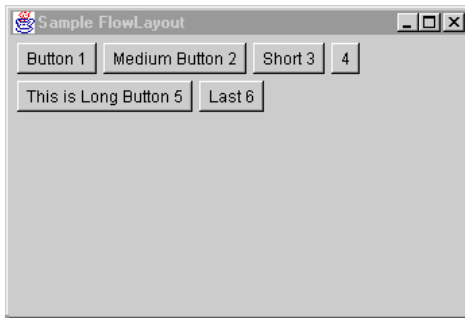 Sample FlowLayout
Button 1 Medium Button 2 Short 3 4
This is Long Button 5 Last 6